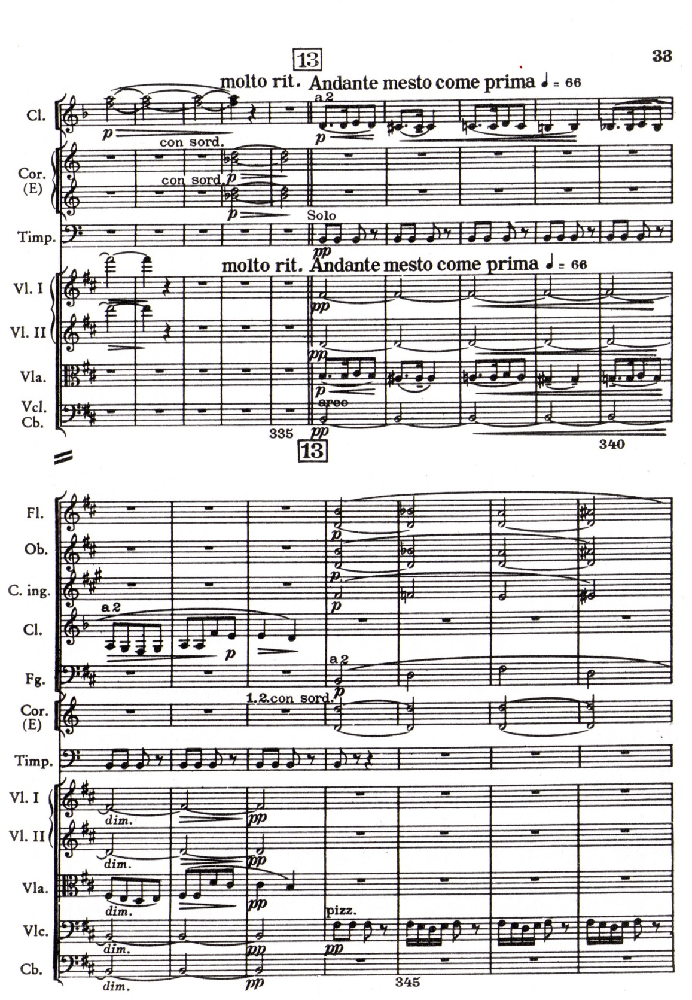 13
33
molto rit. Andante mesto come prima ♩ = 66
a 2
Cl.
p
p
con sord.
Cor.
(E)
p
con sord.
p
Solo
Timp.
pp
molto rit. Andante mesto come prima ♩ = 66
Vl. I
pp
Vl. II
pp
Vla.
p
arco
Vcl.
Cb.
335
pp
340
13
Fl.
p
Ob.
p
C. ing.
p
a 2
Cl.
p
a 2
Fg.
p
1. 2. con sord.
Cor.
(E)
Timp.
Vl. I
dim.
pp
Vl. II
dim.
pp
Vla.
dim.
pp
pizz.
Vlc.
dim.
pp
pp
Cb.
dim.
pp
345